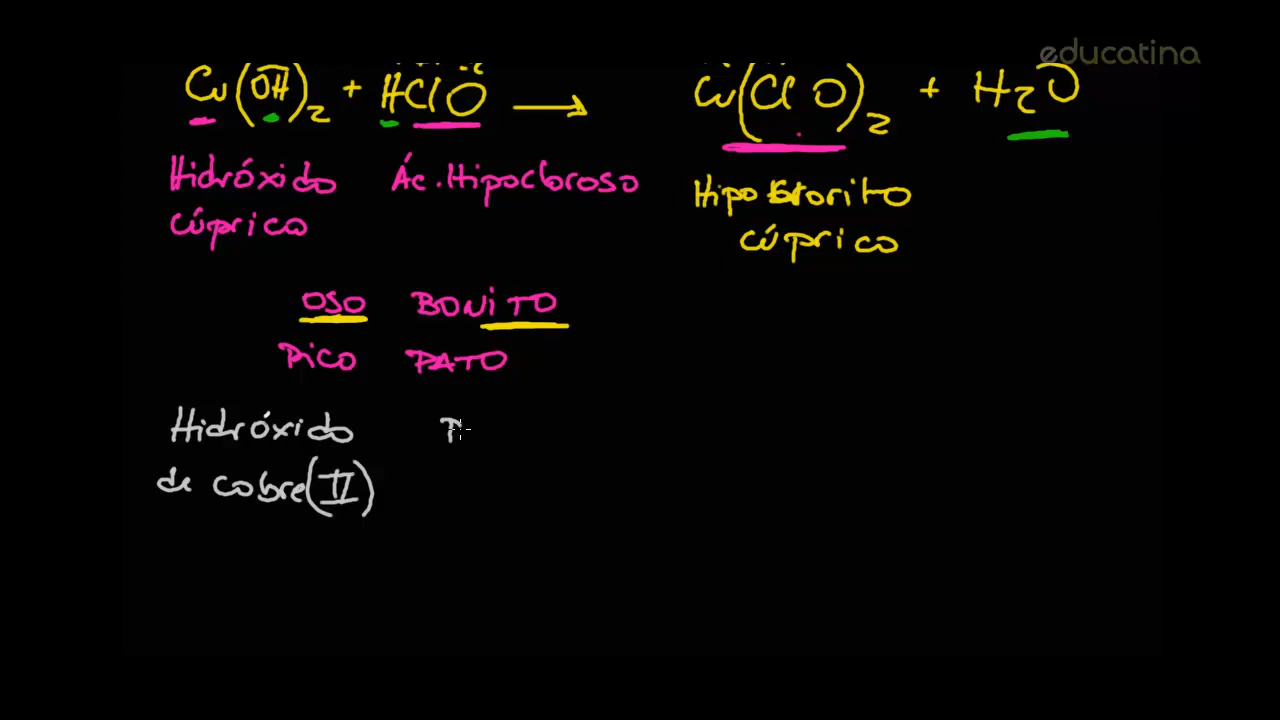 educatina
Cu(OH)₂ + HClO → Cu(ClO)₂ + H₂O
Hidróxido Ác. Hipocloroso Hipoclorito
cúprico cúprico
OSO BONiTO
PiCO PATO
Hidróxido
de cobre(II)